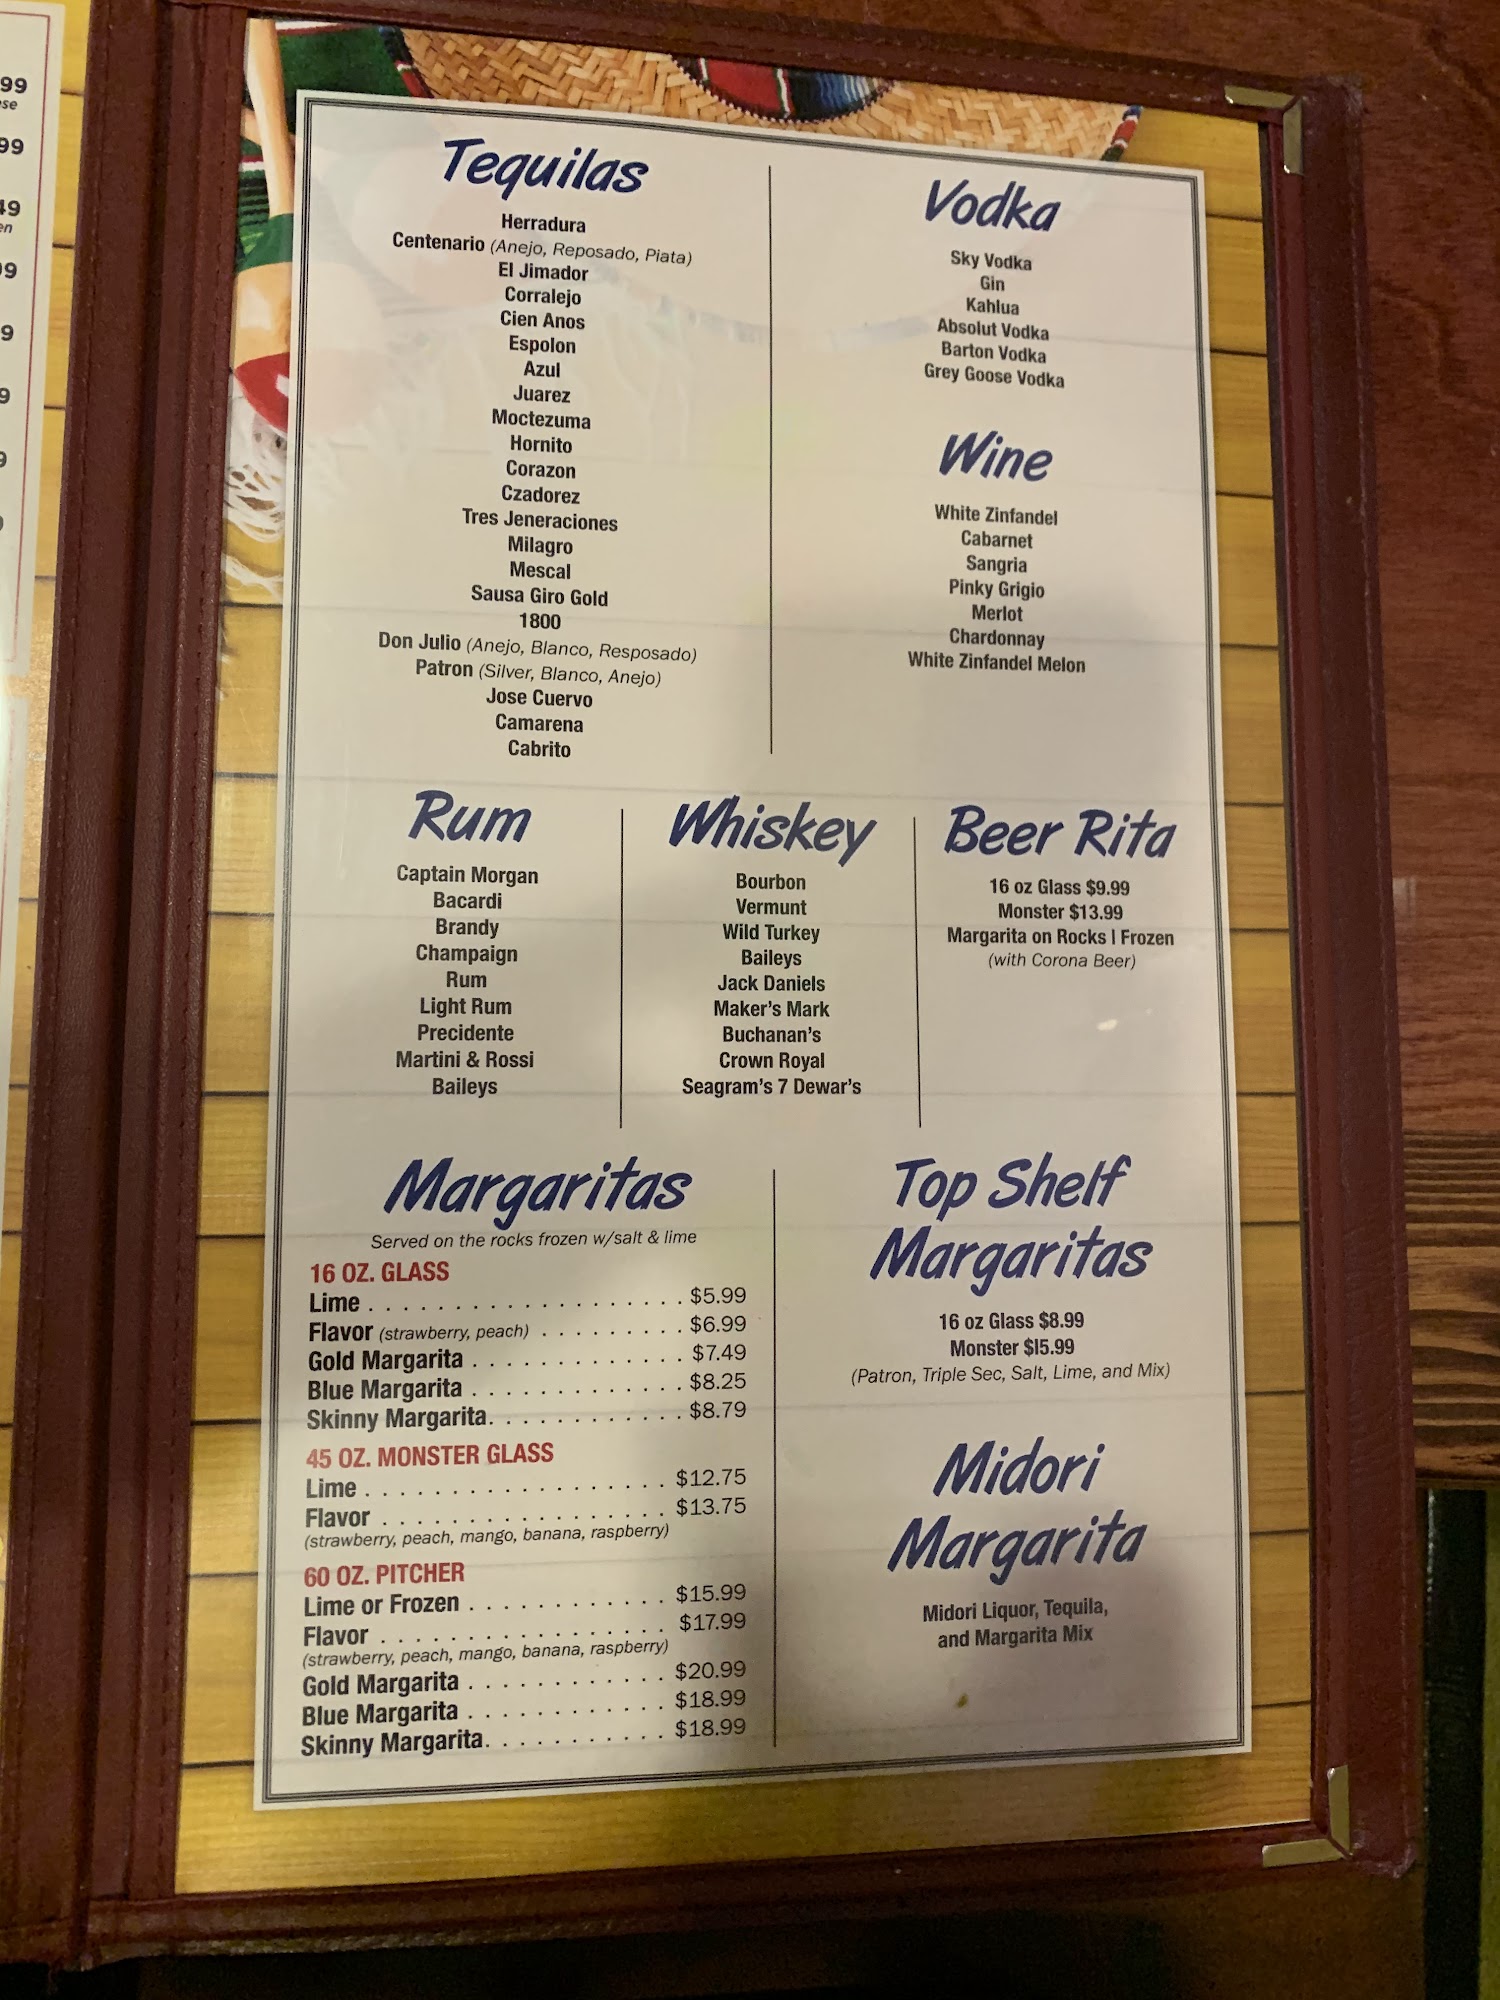 99
se
99
49
en
99
9
9
9
Tequilas
Herradura
Centenario (Anejo, Reposado, Piata)
El Jimador
Corralejo
Cien Anos
Espolon
Azul
Juarez
Moctezuma
Hornito
Corazon
Czadorez
Tres Jeneraciones
Milagro
Mescal
Sausa Giro Gold
1800
Don Julio (Anejo, Blanco, Resposado)
Patron (Silver, Blanco, Anejo)
Jose Cuervo
Camarena
Cabrito
Vodka
Sky Vodka
Gin
Kahlua
Absolut Vodka
Barton Vodka
Grey Goose Vodka
Wine
White Zinfandel
Cabarnet
Sangria
Pinky Grigio
Merlot
Chardonnay
White Zinfandel Melon
Rum
Captain Morgan
Bacardi
Brandy
Champaign
Rum
Light Rum
Precidente
Martini & Rossi
Baileys
Whiskey
Bourbon
Vermunt
Wild Turkey
Baileys
Jack Daniels
Maker's Mark
Buchanan's
Crown Royal
Seagram's 7 Dewar's
Beer Rita
16 oz Glass $9.99
Monster $13.99
Margarita on Rocks | Frozen
(with Corona Beer)
Margaritas
Served on the rocks frozen w/salt & lime
16 OZ. GLASS
Lime . . . . . . . . . . . . . . . . . . . $5.99
Flavor (strawberry, peach) . . . . . . . . . $6.99
Gold Margarita . . . . . . . . . . . . . $7.49
Blue Margarita . . . . . . . . . . . . . $8.25
Skinny Margarita. . . . . . . . . . . . $8.79
45 OZ. MONSTER GLASS
Lime . . . . . . . . . . . . . . . . . . $12.75
Flavor . . . . . . . . . . . . . . . . . $13.75
(strawberry, peach, mango, banana, raspberry)
60 OZ. PITCHER
Lime or Frozen . . . . . . . . . . . . $15.99
Flavor . . . . . . . . . . . . . . . . . $17.99
(strawberry, peach, mango, banana, raspberry)
Gold Margarita . . . . . . . . . . . . $20.99
Blue Margarita . . . . . . . . . . . . $18.99
Skinny Margarita. . . . . . . . . . . $18.99
Top Shelf
Margaritas
16 oz Glass $8.99
Monster $15.99
(Patron, Triple Sec, Salt, Lime, and Mix)
Midori
Margarita
Midori Liquor, Tequila,
and Margarita Mix